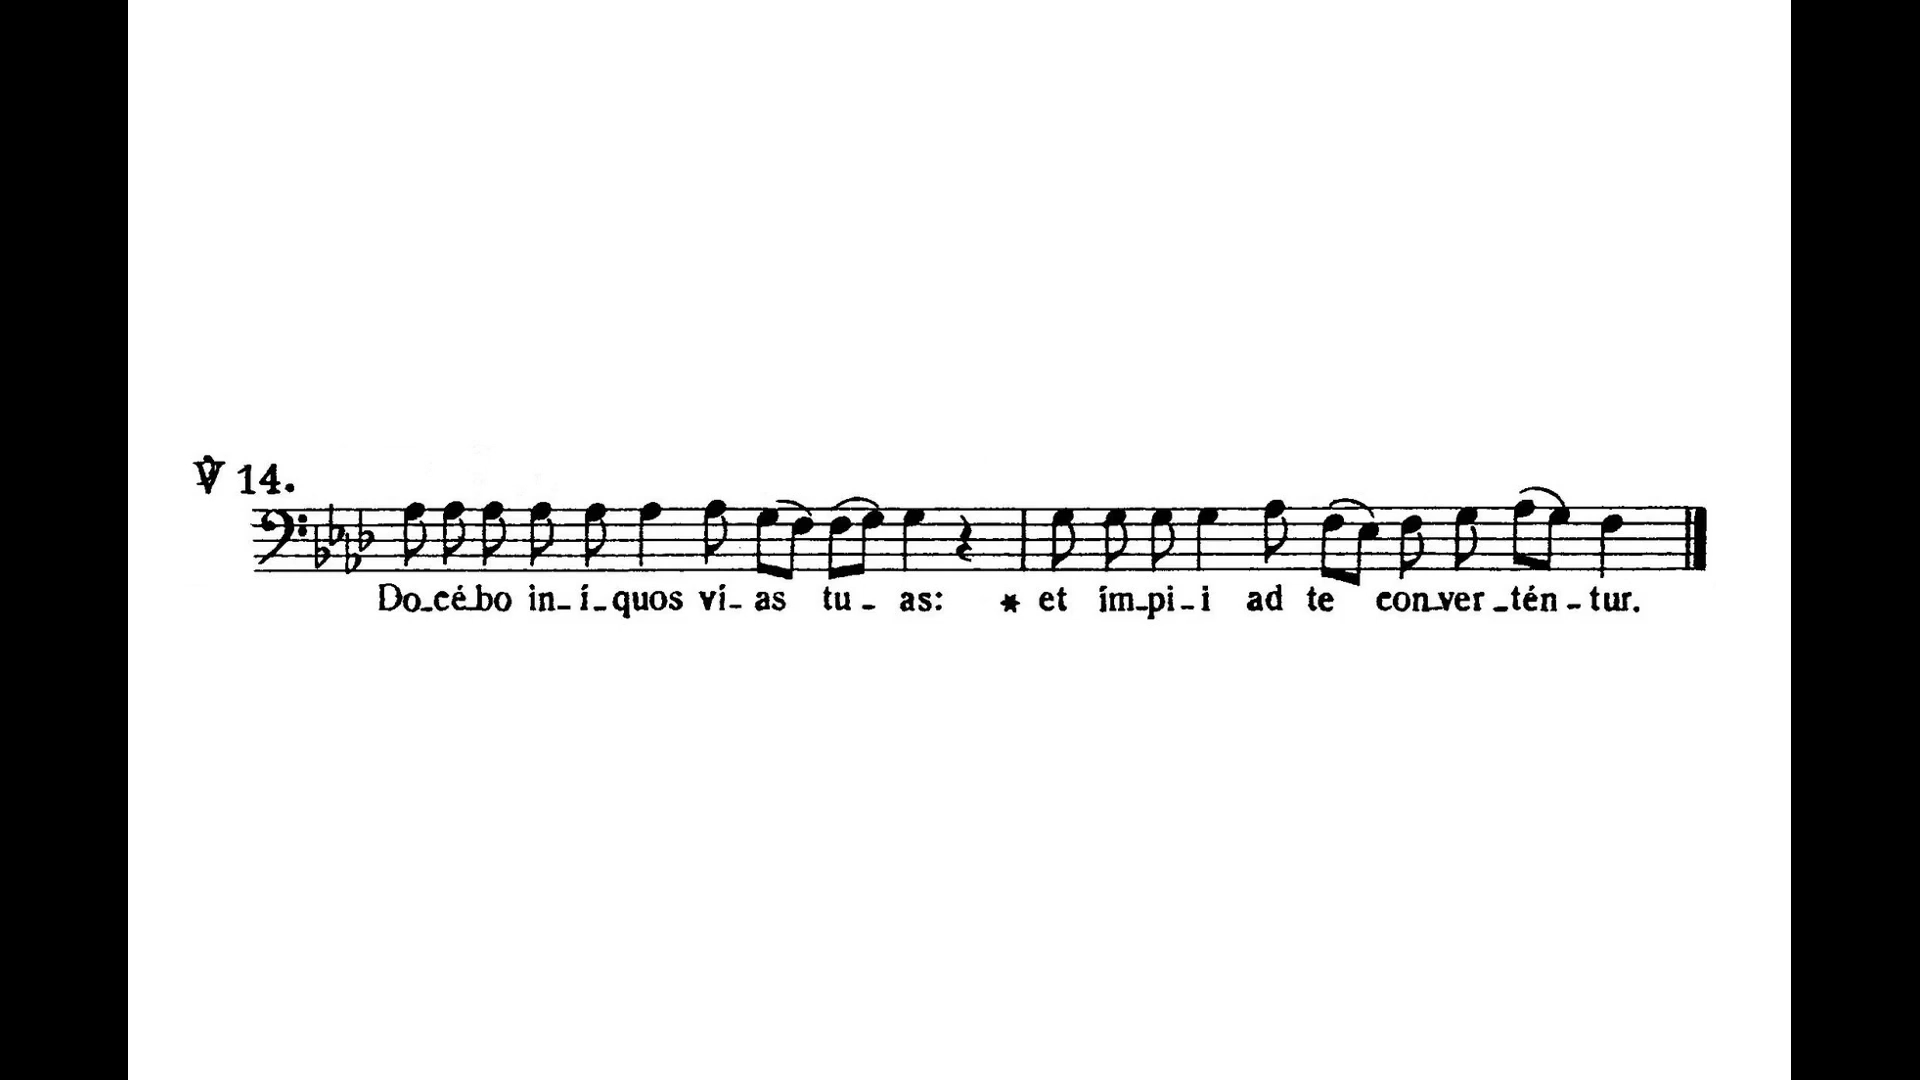 ℣ 14.
Do-cé-bo in-í-quos ví-as tu-as: * et ím-pi-i ad te con-ver-tén-tur.